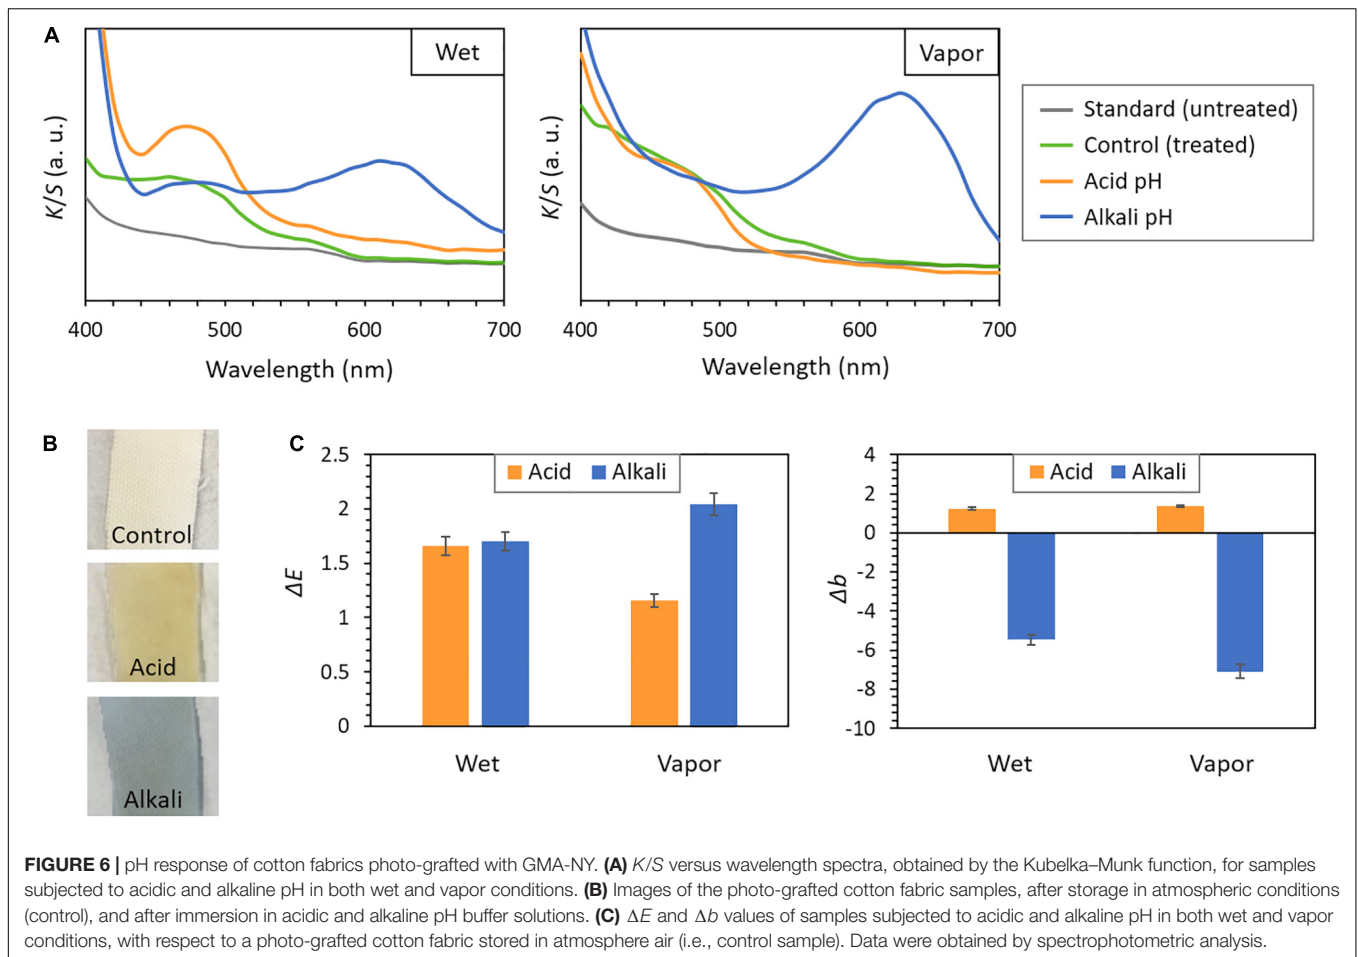 A
Wet
K/S (a. u.)
400 500 600 700
Wavelength (nm)
Vapor
K/S (a. u.)
400 500 600 700
Wavelength (nm)
Standard (untreated)
Control (treated)
Acid pH
Alkali pH
B
Control
Acid
Alkali
C
Acid Alkali
ΔE
2.5
2
1.5
1
0.5
0
Wet Vapor
Acid Alkali
Δb
4
2
0
-2
-4
-6
-8
-10
Wet Vapor
FIGURE 6 | pH response of cotton fabrics photo-grafted with GMA-NY. (A) K/S versus wavelength spectra, obtained by the Kubelka–Munk function, for samples
subjected to acidic and alkaline pH in both wet and vapor conditions. (B) Images of the photo-grafted cotton fabric samples, after storage in atmospheric conditions
(control), and after immersion in acidic and alkaline pH buffer solutions. (C) ΔE and Δb values of samples subjected to acidic and alkaline pH in both wet and vapor
conditions, with respect to a photo-grafted cotton fabric stored in atmosphere air (i.e., control sample). Data were obtained by spectrophotometric analysis.